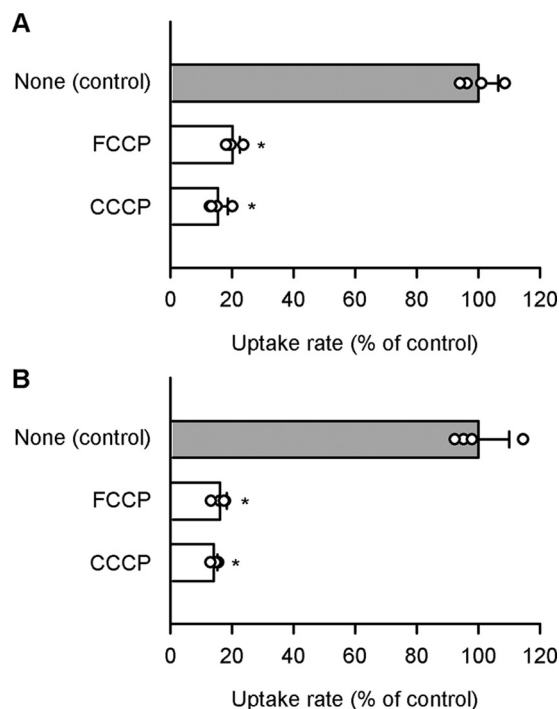 A
None (control)
FCCP
*
CCCP
*
0 20 40 60 80 100 120
Uptake rate (% of control)
B
None (control)
FCCP
*
CCCP
*
0 20 40 60 80 100 120
Uptake rate (% of control)